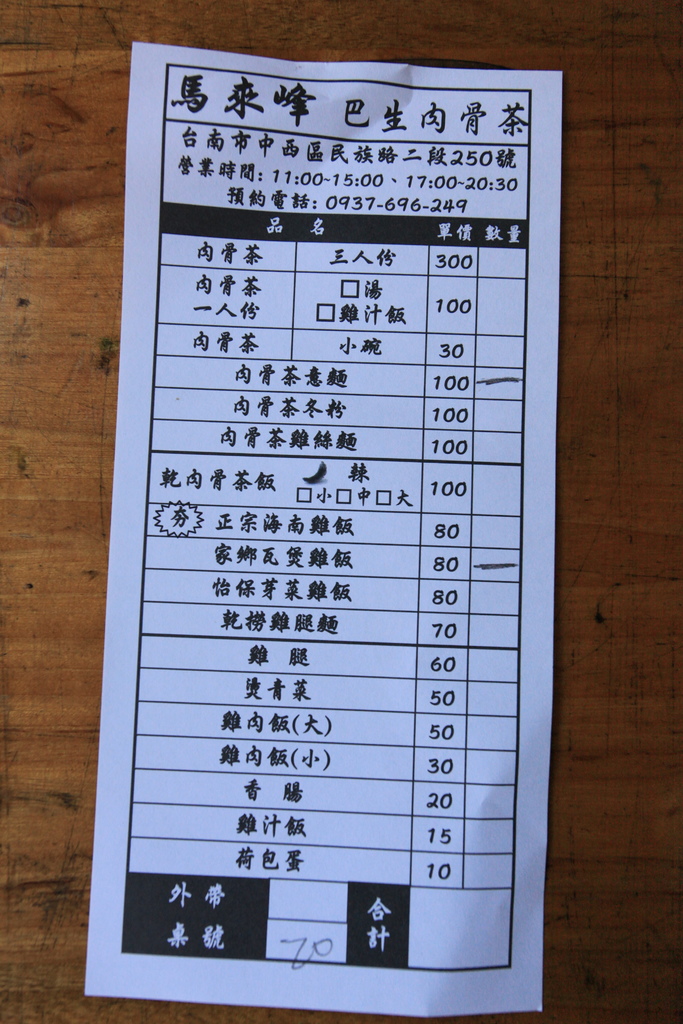 馬來峰 巴生肉骨茶
台南市中西區民族路二段250號
營業時間: 11:00~15:00、17:00~20:30
預約電話: 0937-696-249
品名 單價 數量
肉骨茶 三人份 300
肉骨茶 一人份 □湯 □雞汁飯 100
肉骨茶 小碗 30
肉骨茶意麵 100 一
肉骨茶冬粉 100
肉骨茶雞絲麵 100
乾肉骨茶飯 辣 □小□中□大 100
夯 正宗海南雞飯 80
家鄉瓦煲雞飯 80 一
怡保芽菜雞飯 80
乾撈雞腿麵 70
雞腿 60
燙青菜 50
雞肉飯(大) 50
雞肉飯(小) 30
香腸 20
雞汁飯 15
荷包蛋 10
外帶 合計
桌號 20